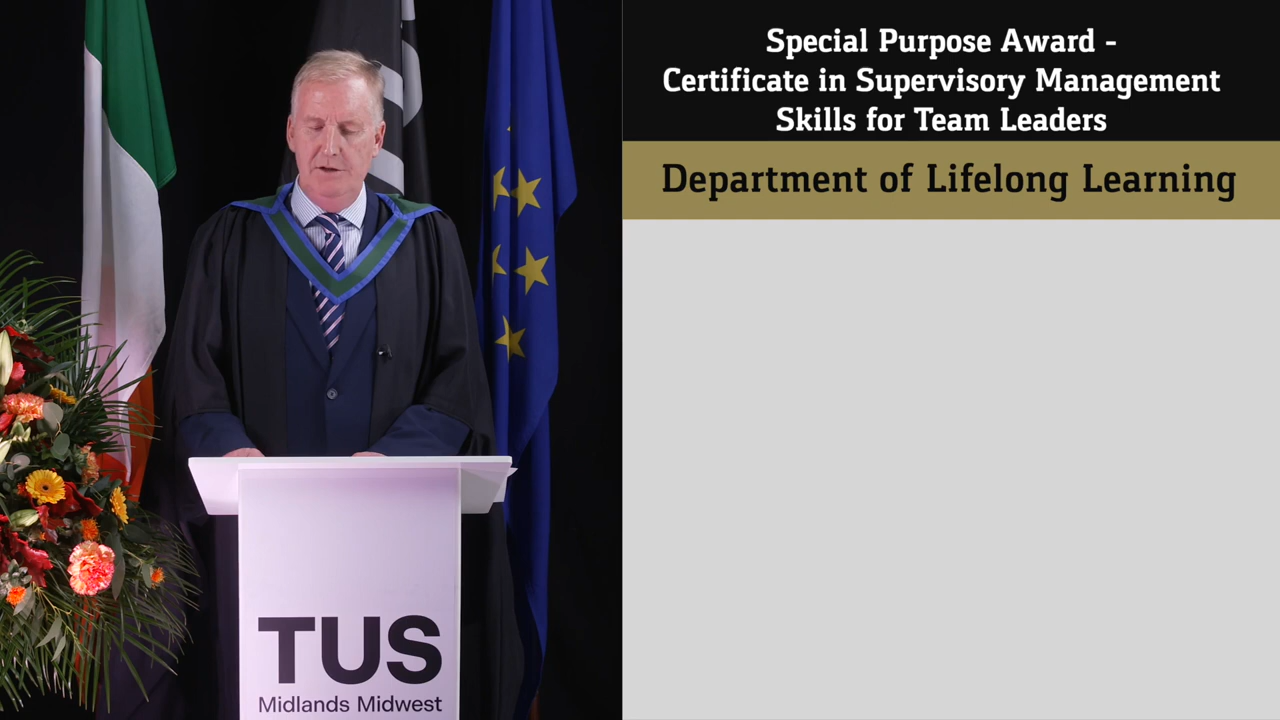 Special Purpose Award -
Certificate in Supervisory Management
Skills for Team Leaders
Department of Lifelong Learning
TUS
Midlands Midwest